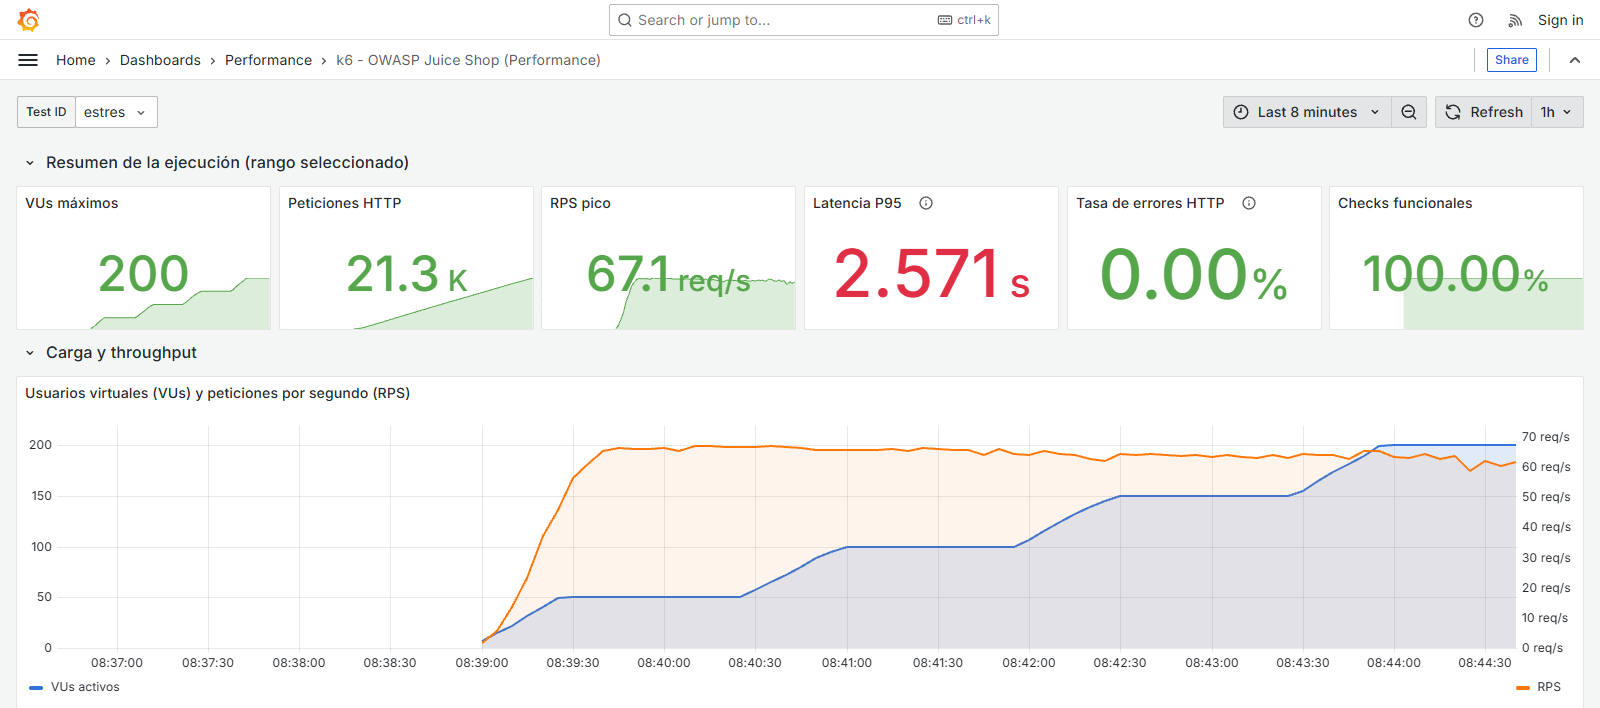 Search or jump to... ctrl+k Sign in
Home › Dashboards › Performance › k6 - OWASP Juice Shop (Performance) Share
Test ID estres Last 8 minutes Refresh 1h
Resumen de la ejecución (rango seleccionado)
VUs máximos
200
Peticiones HTTP
21.3 K
RPS pico
67.1 req/s
Latencia P95
2.571 s
Tasa de errores HTTP
0.00%
Checks funcionales
100.00%
Carga y throughput
Usuarios virtuales (VUs) y peticiones por segundo (RPS)
200
150
100
50
0
70 req/s
60 req/s
50 req/s
40 req/s
30 req/s
20 req/s
10 req/s
0 req/s
08:37:00 08:37:30 08:38:00 08:38:30 08:39:00 08:39:30 08:40:00 08:40:30 08:41:00 08:41:30 08:42:00 08:42:30 08:43:00 08:43:30 08:44:00 08:44:30
VUs activos RPS